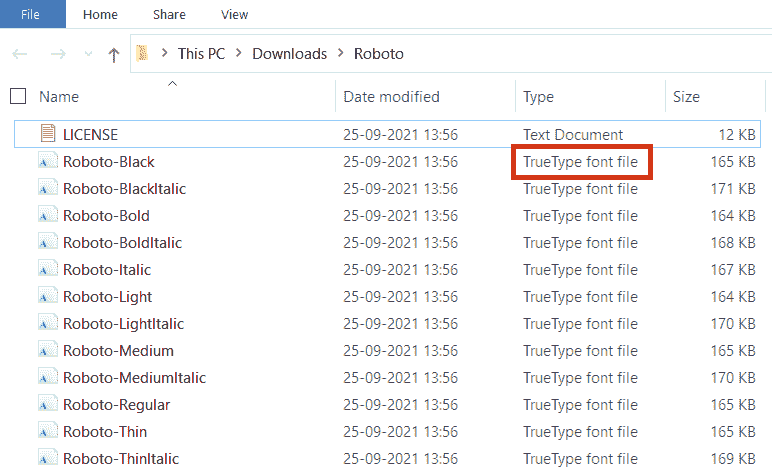 File Home Share View
This PC > Downloads > Roboto
Name Date modified Type Size
LICENSE 25-09-2021 13:56 Text Document 12 KB
Roboto-Black 25-09-2021 13:56 TrueType font file 165 KB
Roboto-BlackItalic 25-09-2021 13:56 TrueType font file 171 KB
Roboto-Bold 25-09-2021 13:56 TrueType font file 164 KB
Roboto-BoldItalic 25-09-2021 13:56 TrueType font file 168 KB
Roboto-Italic 25-09-2021 13:56 TrueType font file 167 KB
Roboto-Light 25-09-2021 13:56 TrueType font file 164 KB
Roboto-LightItalic 25-09-2021 13:56 TrueType font file 170 KB
Roboto-Medium 25-09-2021 13:56 TrueType font file 165 KB
Roboto-MediumItalic 25-09-2021 13:56 TrueType font file 170 KB
Roboto-Regular 25-09-2021 13:56 TrueType font file 165 KB
Roboto-Thin 25-09-2021 13:56 TrueType font file 165 KB
Roboto-ThinItalic 25-09-2021 13:56 TrueType font file 169 KB